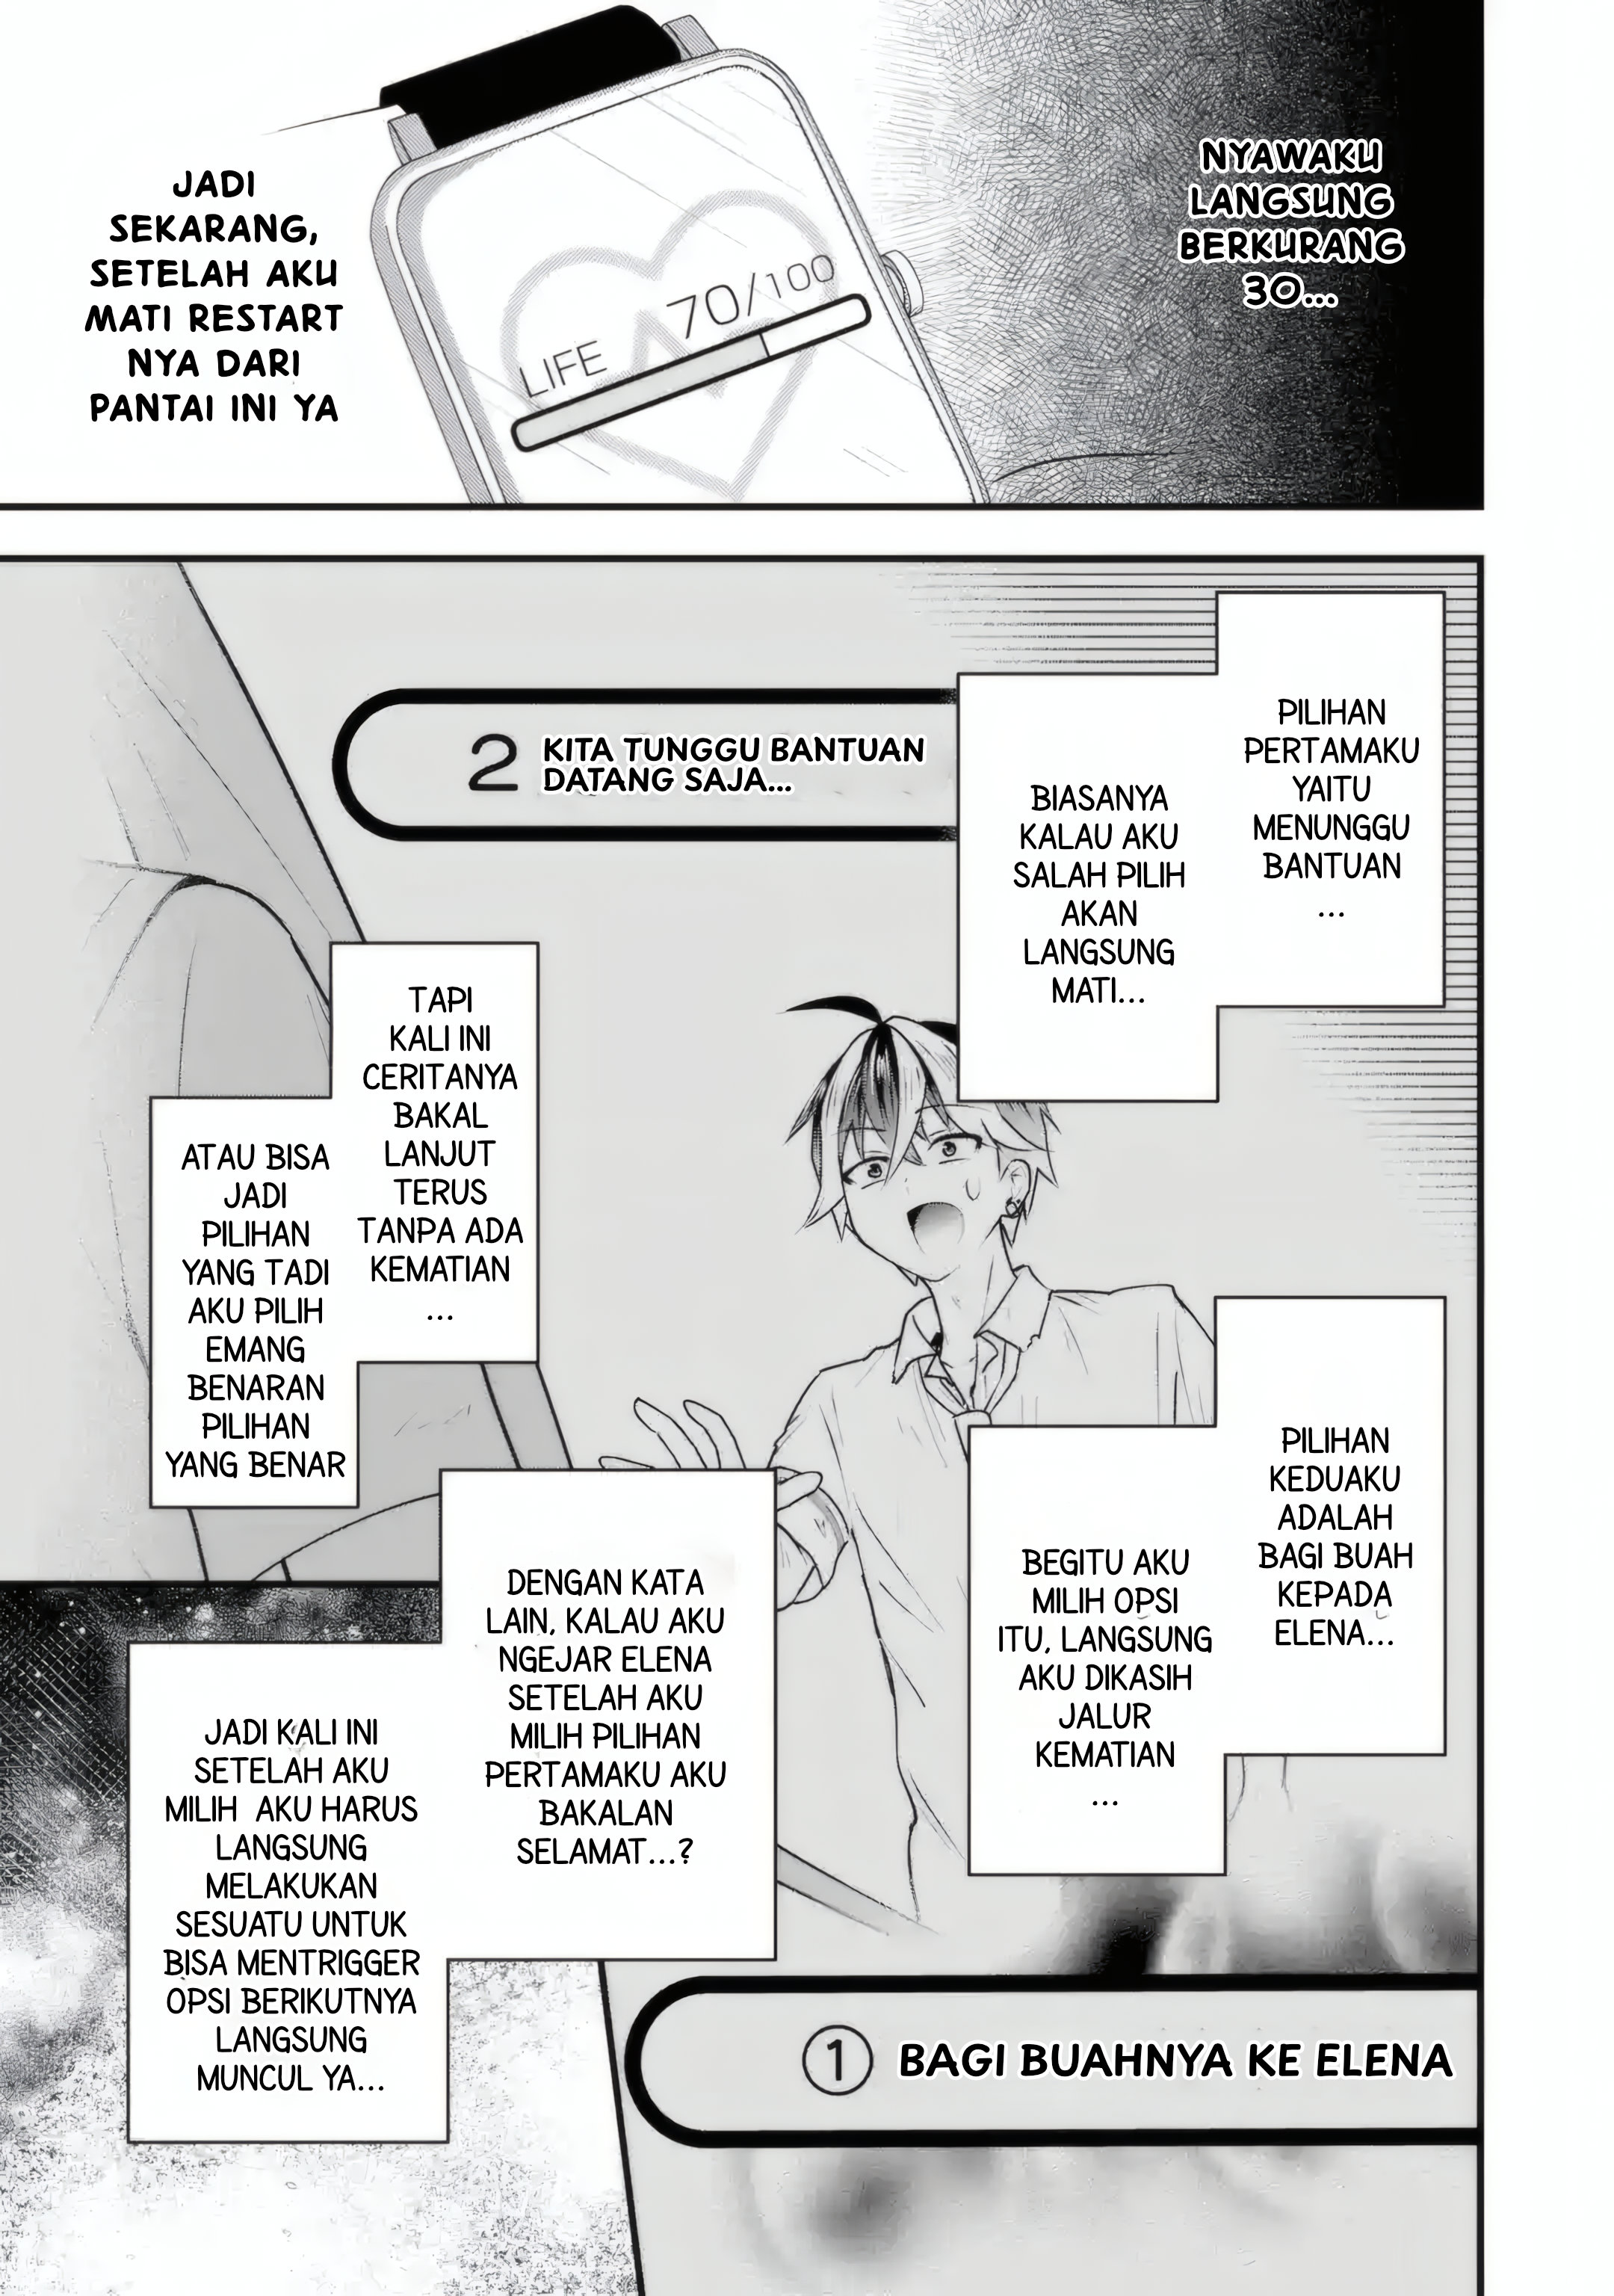 NYAWAKU
LANGSUNG
BERKURANG
30...
LIFE 70/100
JADI
SEKARANG,
SETELAH AKU
MATI RESTART
NYA DARI
PANTAI INI YA
PILIHAN
PERTAMAKU
YAITU
MENUNGGU
BANTUAN
...
BIASANYA
KALAU AKU
SALAH PILIH
AKAN
LANGSUNG
MATI...
2 KITA TUNGGU BANTUAN
DATANG SAJA...
TAPI
KALI INI
CERITANYA
BAKAL
LANJUT
TERUS
TANPA ADA
KEMATIAN
...
ATAU BISA
JADI
PILIHAN
YANG TADI
AKU PILIH
EMANG
BENARAN
PILIHAN
YANG BENAR
PILIHAN
KEDUAKU
ADALAH
BAGI BUAH
KEPADA
ELENA...
BEGITU AKU
MILIH OPSI
ITU, LANGSUNG
AKU DIKASIH
JALUR
KEMATIAN
...
DENGAN KATA
LAIN, KALAU AKU
NGEJAR ELENA
SETELAH AKU
MILIH PILIHAN
PERTAMAKU AKU
BAKALAN
SELAMAT...?
JADI KALI INI
SETELAH AKU
MILIH AKU HARUS
LANGSUNG
MELAKUKAN
SESUATU UNTUK
BISA MENTRIGGER
OPSI BERIKUTNYA
LANGSUNG
MUNCUL YA...
① BAGI BUAHNYA KE ELENA